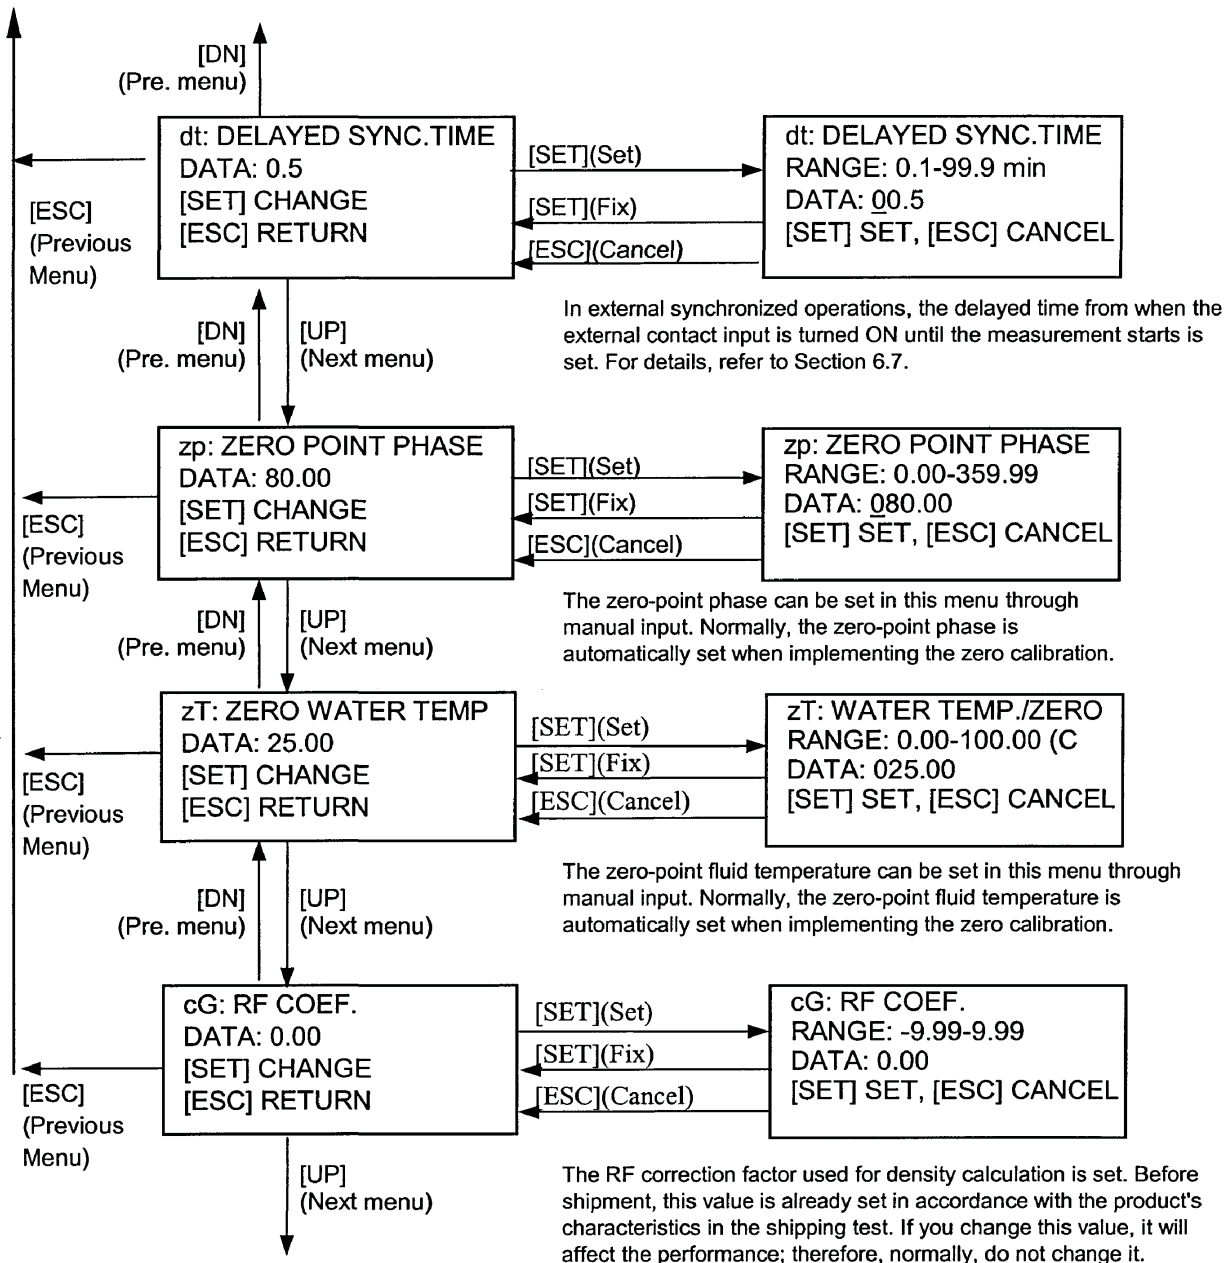 [DN]
(Pre. menu)
dt: DELAYED SYNC.TIME
DATA: 0.5
[SET] CHANGE
[ESC] RETURN
[SET](Set)
[SET](Fix)
[ESC](Cancel)
dt: DELAYED SYNC.TIME
RANGE: 0.1-99.9 min
DATA: 00.5
[SET] SET, [ESC] CANCEL
[ESC]
(Previous
Menu)
In external synchronized operations, the delayed time from when the
external contact input is turned ON until the measurement starts is
set. For details, refer to Section 6.7.
[DN]
(Pre. menu)
[UP]
(Next menu)
zp: ZERO POINT PHASE
DATA: 80.00
[SET] CHANGE
[ESC] RETURN
[SET](Set)
[SET](Fix)
[ESC](Cancel)
zp: ZERO POINT PHASE
RANGE: 0.00-359.99
DATA: 080.00
[SET] SET, [ESC] CANCEL
[ESC]
(Previous
Menu)
The zero-point phase can be set in this menu through
manual input. Normally, the zero-point phase is
automatically set when implementing the zero calibration.
[DN]
(Pre. menu)
[UP]
(Next menu)
zT: ZERO WATER TEMP
DATA: 25.00
[SET] CHANGE
[ESC] RETURN
[SET](Set)
[SET](Fix)
[ESC](Cancel)
zT: WATER TEMP./ZERO
RANGE: 0.00-100.00 (C
DATA: 025.00
[SET] SET, [ESC] CANCEL
[ESC]
(Previous
Menu)
The zero-point fluid temperature can be set in this menu through
manual input. Normally, the zero-point fluid temperature is
automatically set when implementing the zero calibration.
[DN]
(Pre. menu)
[UP]
(Next menu)
cG: RF COEF.
DATA: 0.00
[SET] CHANGE
[ESC] RETURN
[SET](Set)
[SET](Fix)
[ESC](Cancel)
cG: RF COEF.
RANGE: -9.99-9.99
DATA: 0.00
[SET] SET, [ESC] CANCEL
[ESC]
(Previous
Menu)
[UP]
(Next menu)
The RF correction factor used for density calculation is set. Before
shipment, this value is already set in accordance with the product's
characteristics in the shipping test. If you change this value, it will
affect the performance; therefore, normally, do not change it.